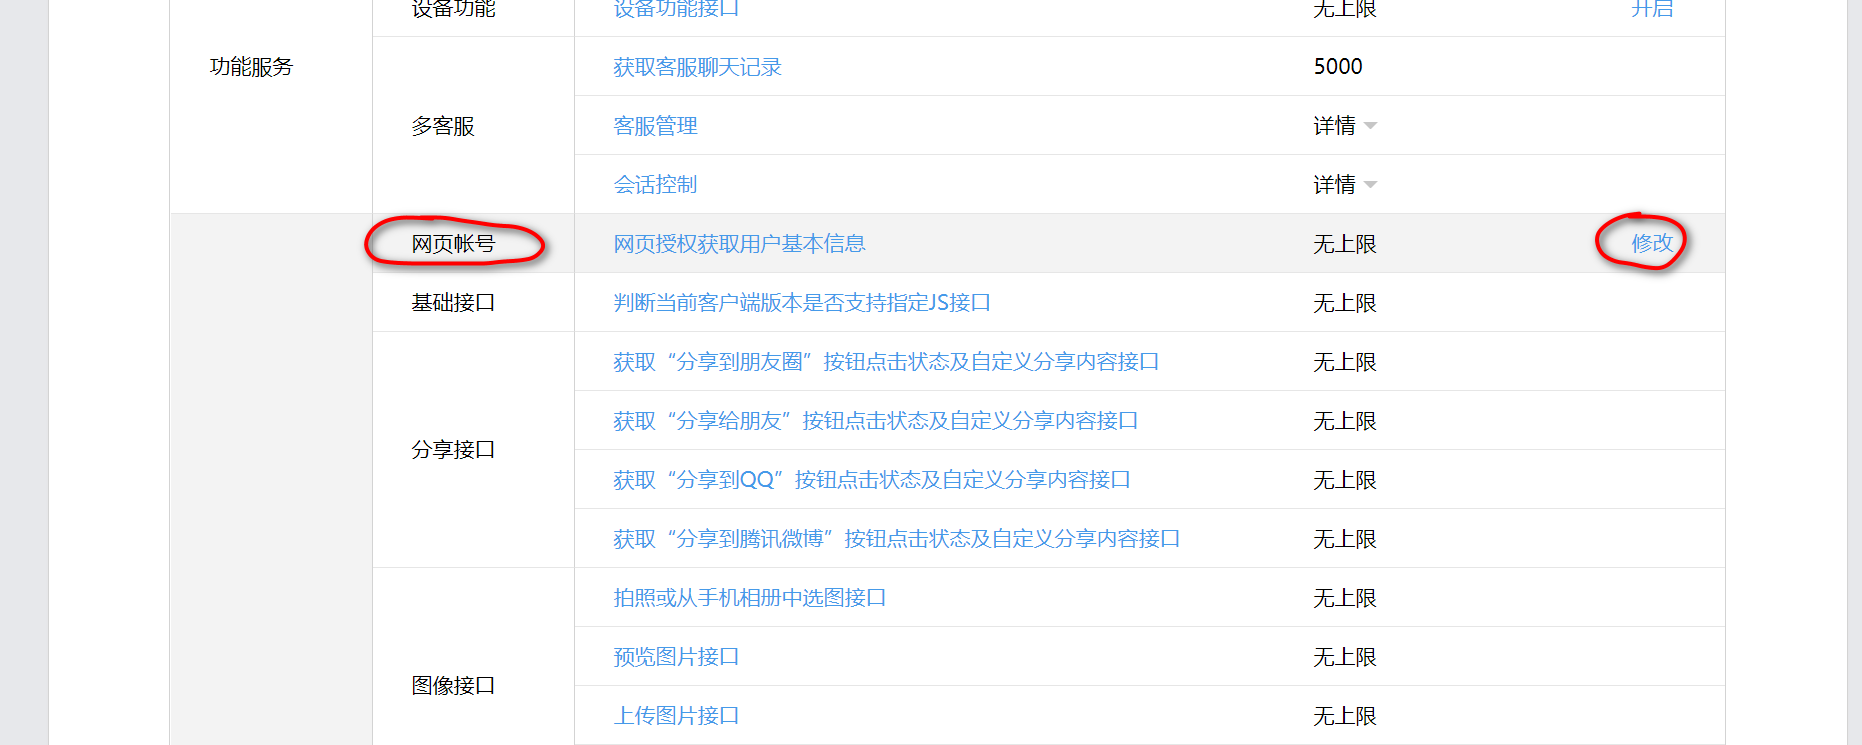 设备功能 设备功能接口 无上限 开启
功能服务 获取客服聊天记录 5000
多客服 客服管理 详情
会话控制 详情
网页帐号 网页授权获取用户基本信息 无上限 修改
基础接口 判断当前客户端版本是否支持指定JS接口 无上限
获取“分享到朋友圈”按钮点击状态及自定义分享内容接口 无上限
获取“分享给朋友”按钮点击状态及自定义分享内容接口 无上限
分享接口
获取“分享到QQ”按钮点击状态及自定义分享内容接口 无上限
获取“分享到腾讯微博”按钮点击状态及自定义分享内容接口 无上限
拍照或从手机相册中选图接口 无上限
预览图片接口 无上限
图像接口
上传图片接口 无上限